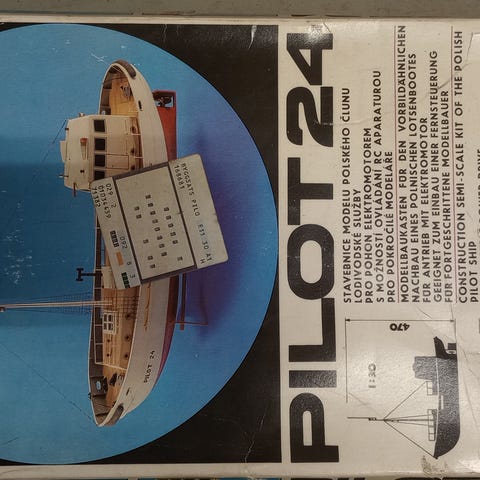 PILOT 24
STAVEBNICE MODELU POLSKÉHO ČLUNU
LODIVODSKÉ SLUŽBY
PRO POHON ELEKTROMOTOREM
S MOŽNOSTÍ OVLÁDÁNÍ RC APARATUROU
PRO POKROČILÉ MODELÁŘE
MODELLBAUKASTEN FÜR DEN VORBILDÄHNLICHEN
NACHBAU EINES POLNISCHEN LOTSENBOOTES
FÜR ANTRIEB MIT ELEKTROMOTOR
GEEIGNET ZUM EINBAU EINER FERNSTEUERUNG
FÜR FORTGESCHRITTENE MODELLBAUER
CONSTRUCTION SEMI-SCALE KIT OF THE POLISH
PILOT SHIP
1:30
470
PILOT 24